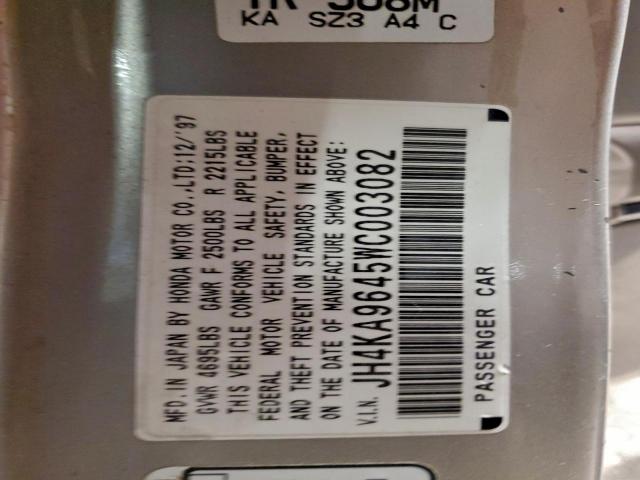 568M
KA SZ3 A4 C
MFD. IN JAPAN BY HONDA MOTOR CO.,LTD:12/'97
GVWR 4695LBS GAWR F 2500LBS R 2215LBS
THIS VEHICLE CONFORMS TO ALL APPLICABLE
FEDERAL MOTOR VEHICLE SAFETY, BUMPER,
AND THEFT PREVENTION STANDARDS IN EFFECT
ON THE DATE OF MANUFACTURE SHOWN ABOVE:
V.I.N. JH4KA9645WC003082
PASSENGER CAR